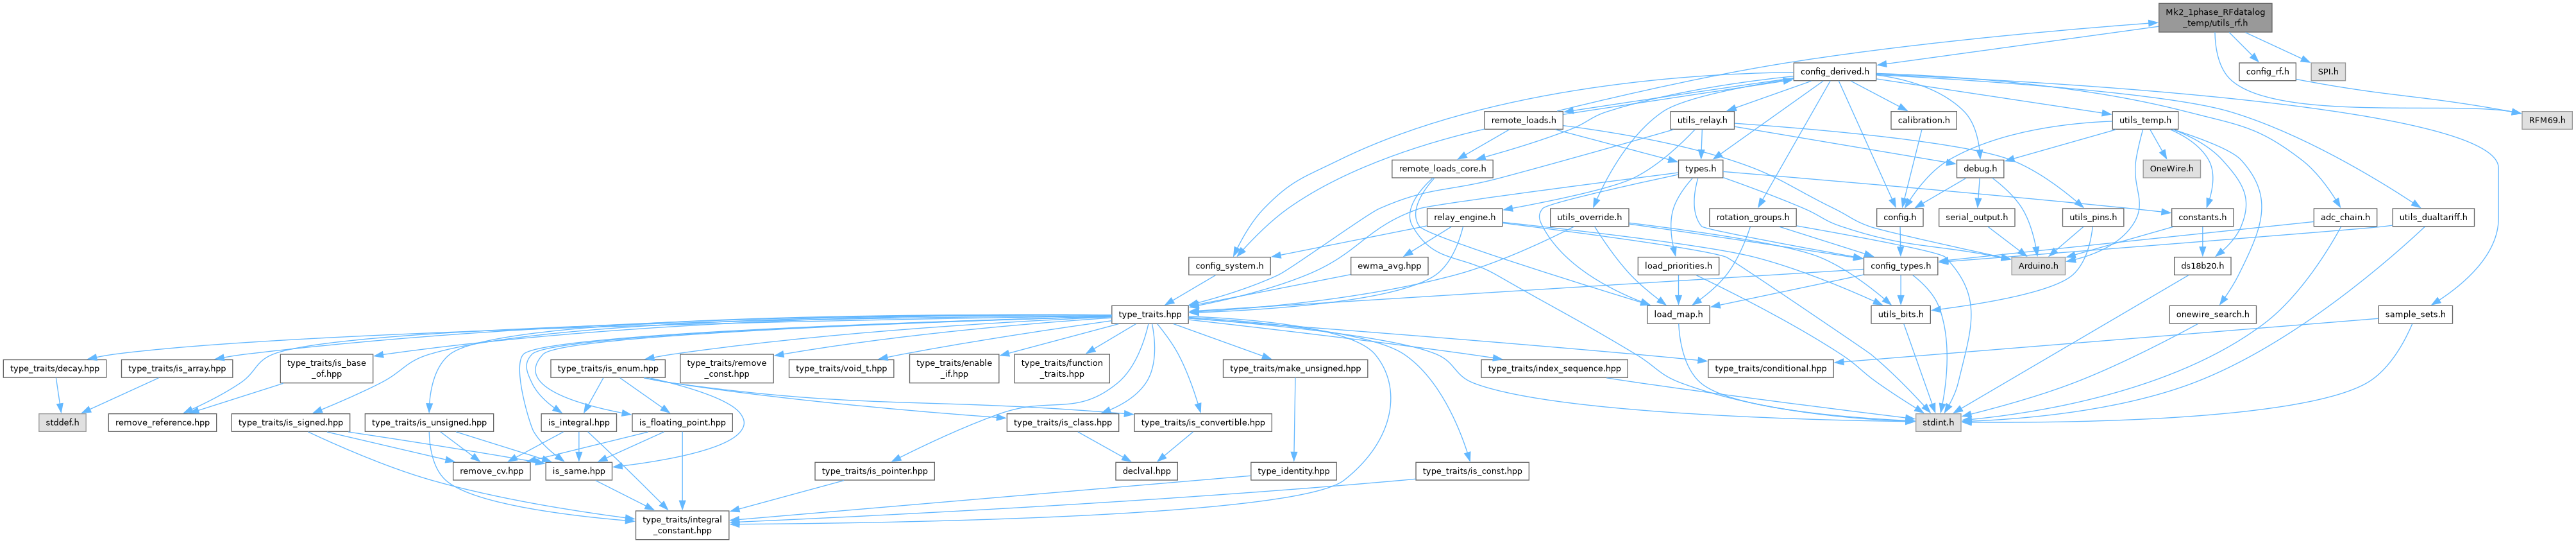 Mk2_1phase_RFdatalog
_temp/utils_rf.h
config_derived.h
config_rf.h
SPI.h
remote_loads.h
utils_relay.h
calibration.h
utils_temp.h
RFM69.h
remote_loads_core.h
types.h
debug.h
OneWire.h
relay_engine.h
utils_override.h
rotation_groups.h
config.h
serial_output.h
utils_pins.h
constants.h
adc_chain.h
utils_dualtariff.h
config_system.h
ewma_avg.hpp
load_priorities.h
config_types.h
Arduino.h
ds18b20.h
type_traits.hpp
load_map.h
utils_bits.h
onewire_search.h
sample_sets.h
type_traits/decay.hpp
type_traits/is_array.hpp
type_traits/is_base
_of.hpp
type_traits/is_enum.hpp
type_traits/remove
_const.hpp
type_traits/void_t.hpp
type_traits/enable
_if.hpp
type_traits/function
_traits.hpp
type_traits/make_unsigned.hpp
type_traits/index_sequence.hpp
type_traits/conditional.hpp
stddef.h
remove_reference.hpp
type_traits/is_signed.hpp
type_traits/is_unsigned.hpp
is_integral.hpp
is_floating_point.hpp
type_traits/is_class.hpp
type_traits/is_convertible.hpp
stdint.h
remove_cv.hpp
is_same.hpp
type_traits/is_pointer.hpp
declval.hpp
type_identity.hpp
type_traits/is_const.hpp
type_traits/integral
_constant.hpp